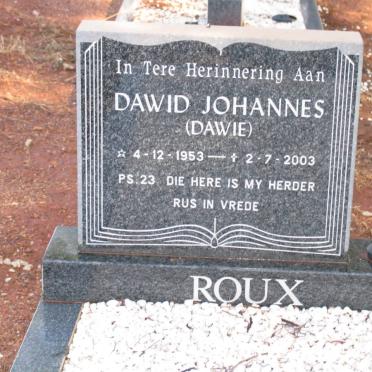 In Tere Herinnering Aan
DAWID JOHANNES
(DAWIE)
☆ 4-12-1953 — ✝ 2-7-2003
PS.23 DIE HERE IS MY HERDER
RUS IN VREDE
ROUX